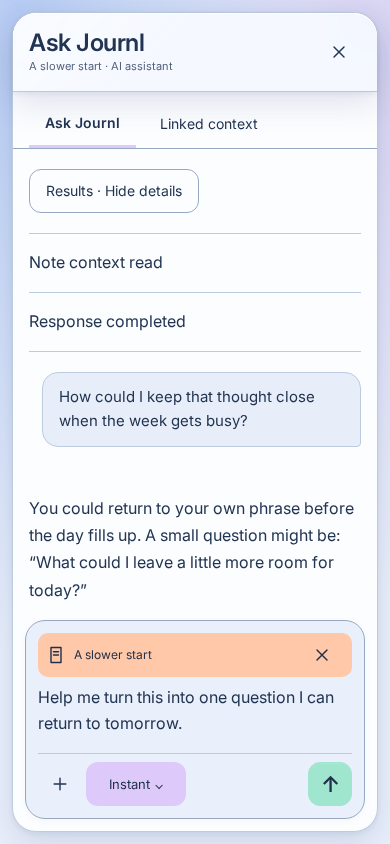 Ask Journl
A slower start · AI assistant
Ask Journl
Linked context
Results · Hide details
Note context read
Response completed
How could I keep that thought close
when the week gets busy?
You could return to your own phrase before
the day fills up. A small question might be:
“What could I leave a little more room for
today?”
A slower start
Help me turn this into one question I can
return to tomorrow.
Instant